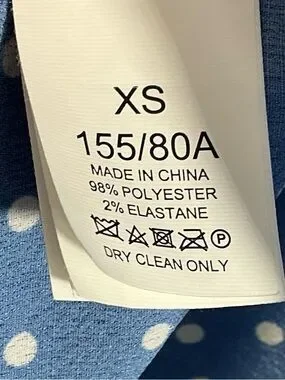 XS
155/80A
MADE IN CHINA
98% POLYESTER
2% ELASTANE
P
DRY CLEAN ONLY